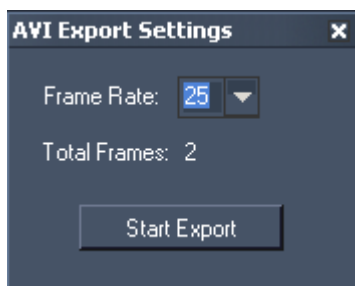 AVI Export Settings
Frame Rate: 25
Total Frames: 2
Start Export